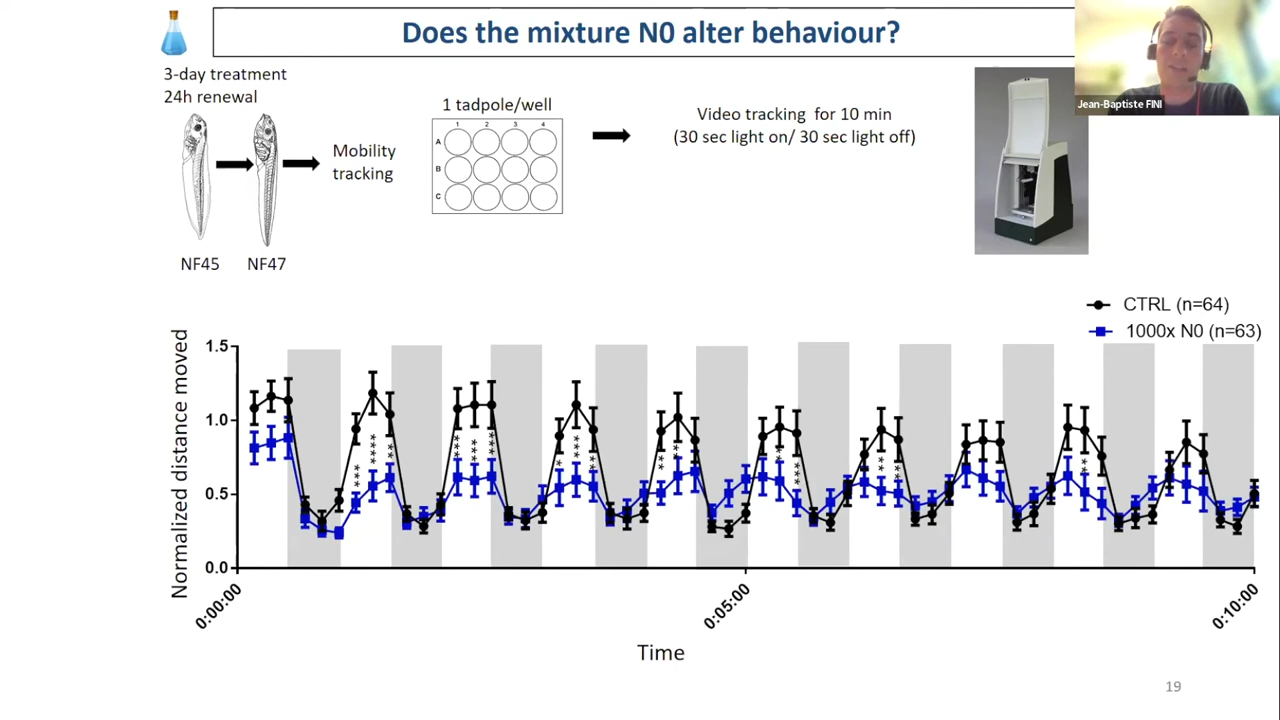 Does the mixture N0 alter behaviour?
Jean-Baptiste FINI
3-day treatment
24h renewal
NF45
NF47
Mobility
tracking
1 tadpole/well
1 2 3 4
A
B
C
Video tracking for 10 min
(30 sec light on/ 30 sec light off)
CTRL (n=64)
1000x N0 (n=63)
Normalized distance moved
1.5
1.0
0.5
0.0
0:00:00
0:05:00
0:10:00
Time
19